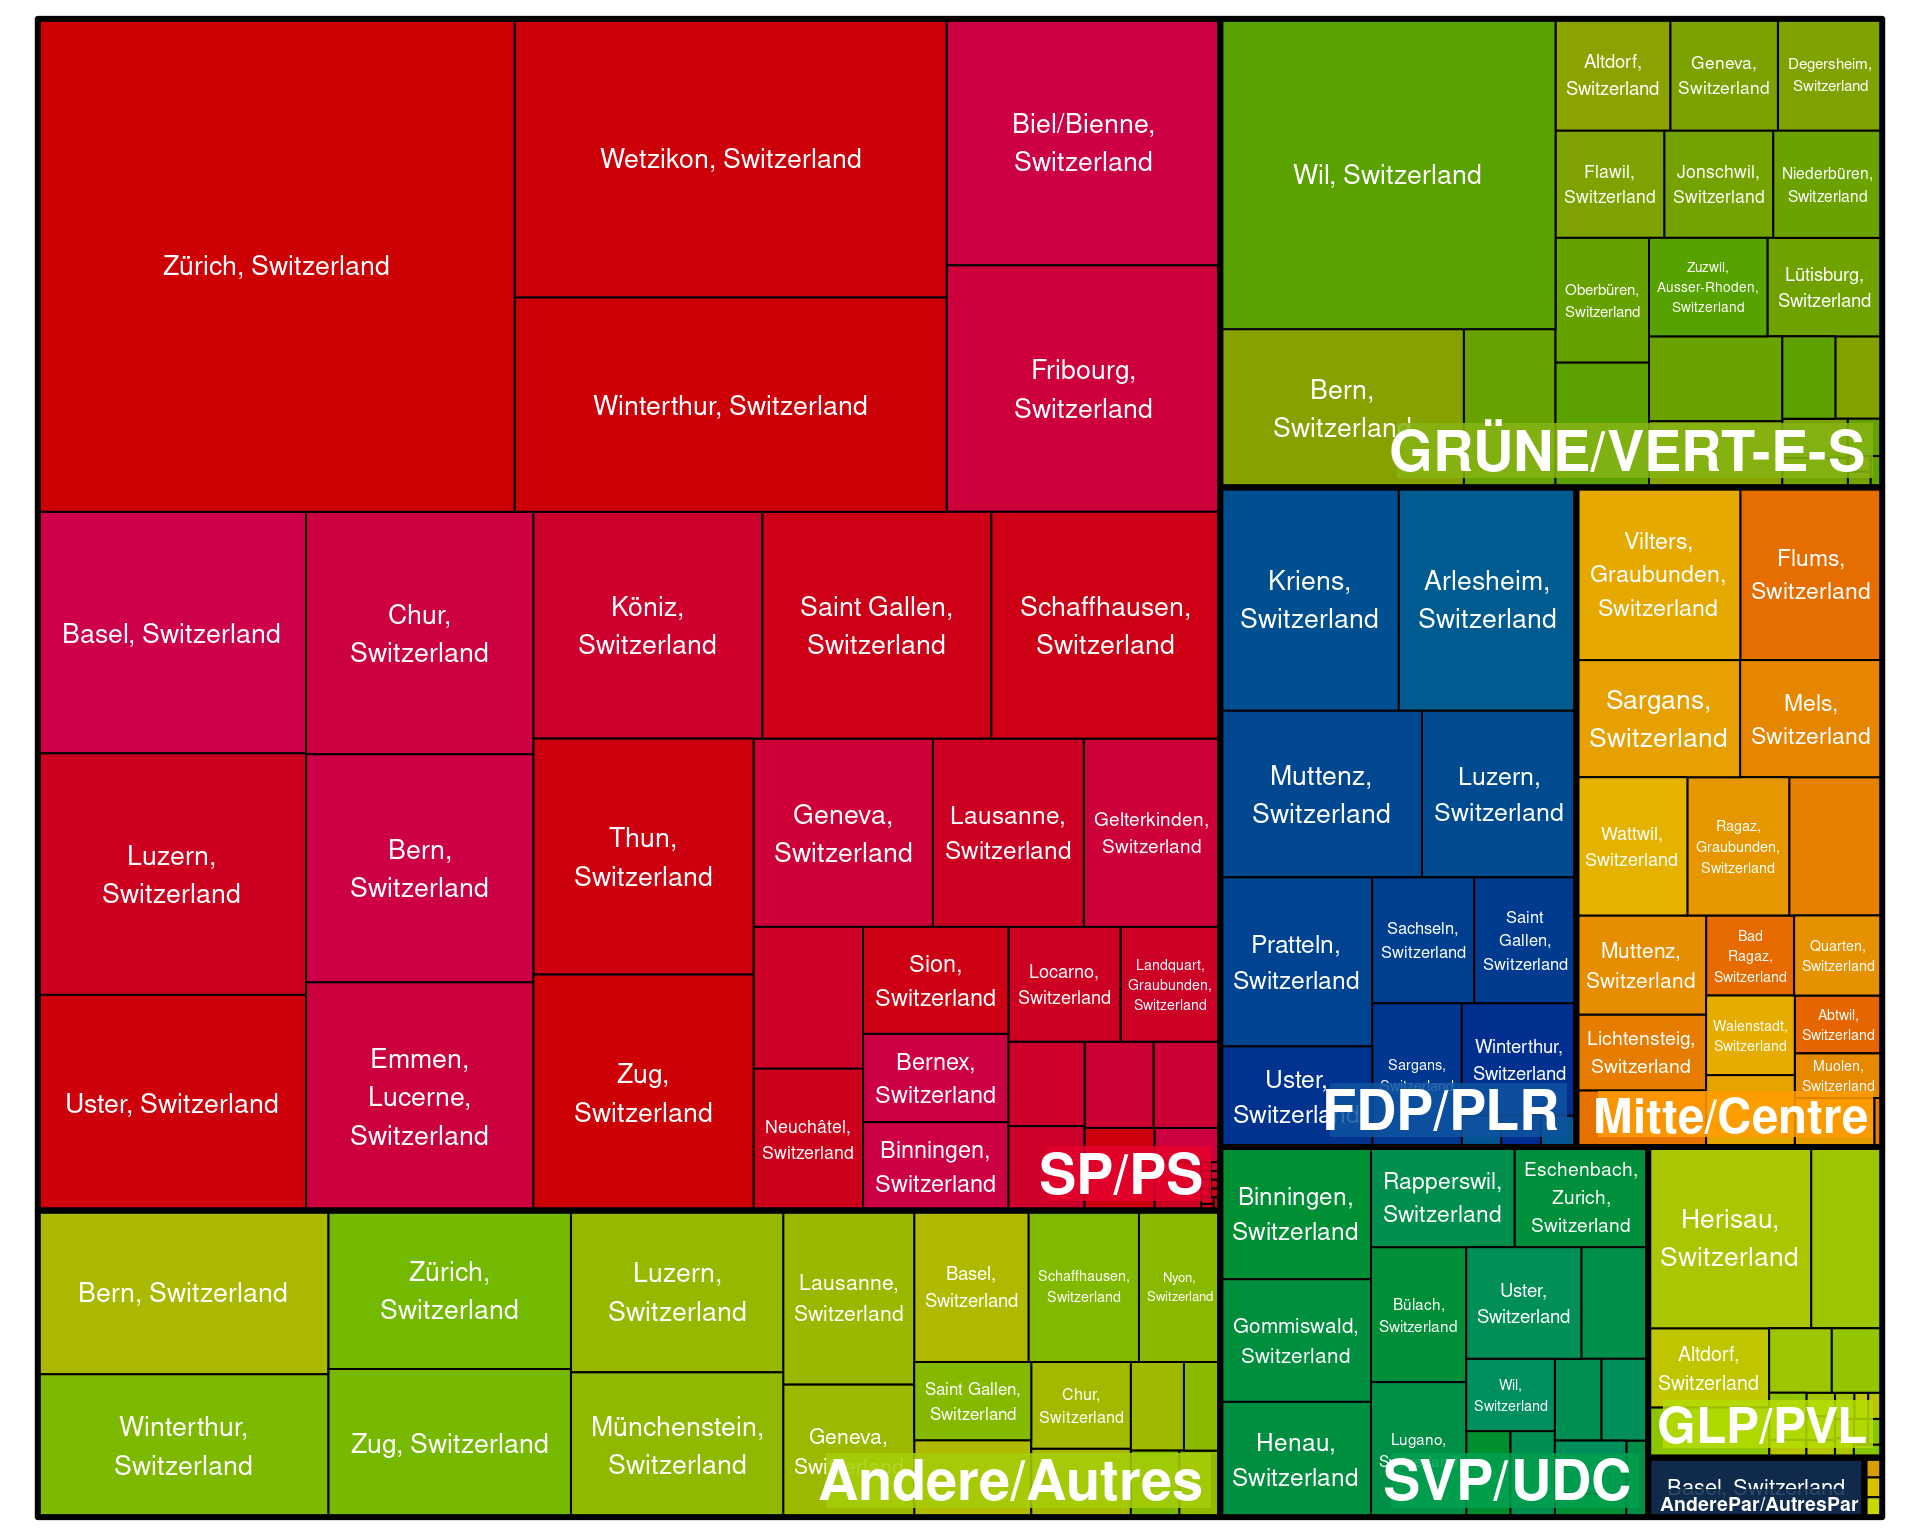 Zürich, Switzerland
Wetzikon, Switzerland
Winterthur, Switzerland
Biel/Bienne,
Switzerland
Fribourg,
Switzerland
Basel, Switzerland
Chur,
Switzerland
Köniz,
Switzerland
Saint Gallen,
Switzerland
Schaffhausen,
Switzerland
Luzern,
Switzerland
Bern,
Switzerland
Thun,
Switzerland
Geneva,
Switzerland
Lausanne,
Switzerland
Gelterkinden,
Switzerland
Uster, Switzerland
Emmen,
Lucerne,
Switzerland
Zug,
Switzerland
Sion,
Switzerland
Locarno,
Switzerland
Landquart,
Graubunden,
Switzerland
Bernex,
Switzerland
Neuchâtel,
Switzerland
Binningen,
Switzerland
SP/PS
Wil, Switzerland
Altdorf,
Switzerland
Geneva,
Switzerland
Degersheim,
Switzerland
Flawil,
Switzerland
Jonschwil,
Switzerland
Niederbüren,
Switzerland
Oberbüren,
Switzerland
Zuzwil,
Ausser-Rhoden,
Switzerland
Lütisburg,
Switzerland
Bern,
Switzerland
GRÜNE/VERT-E-S
Kriens,
Switzerland
Arlesheim,
Switzerland
Muttenz,
Switzerland
Luzern,
Switzerland
Pratteln,
Switzerland
Sachseln,
Switzerland
Saint
Gallen,
Switzerland
Uster,
Switzerland
Sargans,
Switzerland
Winterthur,
Switzerland
FDP/PLR
Vilters,
Graubunden,
Switzerland
Flums,
Switzerland
Sargans,
Switzerland
Mels,
Switzerland
Wattwil,
Switzerland
Ragaz,
Graubunden,
Switzerland
Muttenz,
Switzerland
Bad
Ragaz,
Switzerland
Quarten,
Switzerland
Lichtensteig,
Switzerland
Walenstadt,
Switzerland
Abtwil,
Switzerland
Muolen,
Switzerland
Mitte/Centre
Bern, Switzerland
Zürich,
Switzerland
Luzern,
Switzerland
Lausanne,
Switzerland
Basel,
Switzerland
Schaffhausen,
Switzerland
Nyon,
Switzerland
Winterthur,
Switzerland
Zug, Switzerland
Münchenstein,
Switzerland
Geneva,
Switzerland
Saint Gallen,
Switzerland
Chur,
Switzerland
Andere/Autres
Binningen,
Switzerland
Rapperswil,
Switzerland
Eschenbach,
Zurich,
Switzerland
Gommiswald,
Switzerland
Bülach,
Switzerland
Uster,
Switzerland
Wil,
Switzerland
Henau,
Switzerland
Lugano,
SVP/UDC
Herisau,
Switzerland
Altdorf,
Switzerland
GLP/PVL
Basel, Switzerland
AnderePar/AutresPar